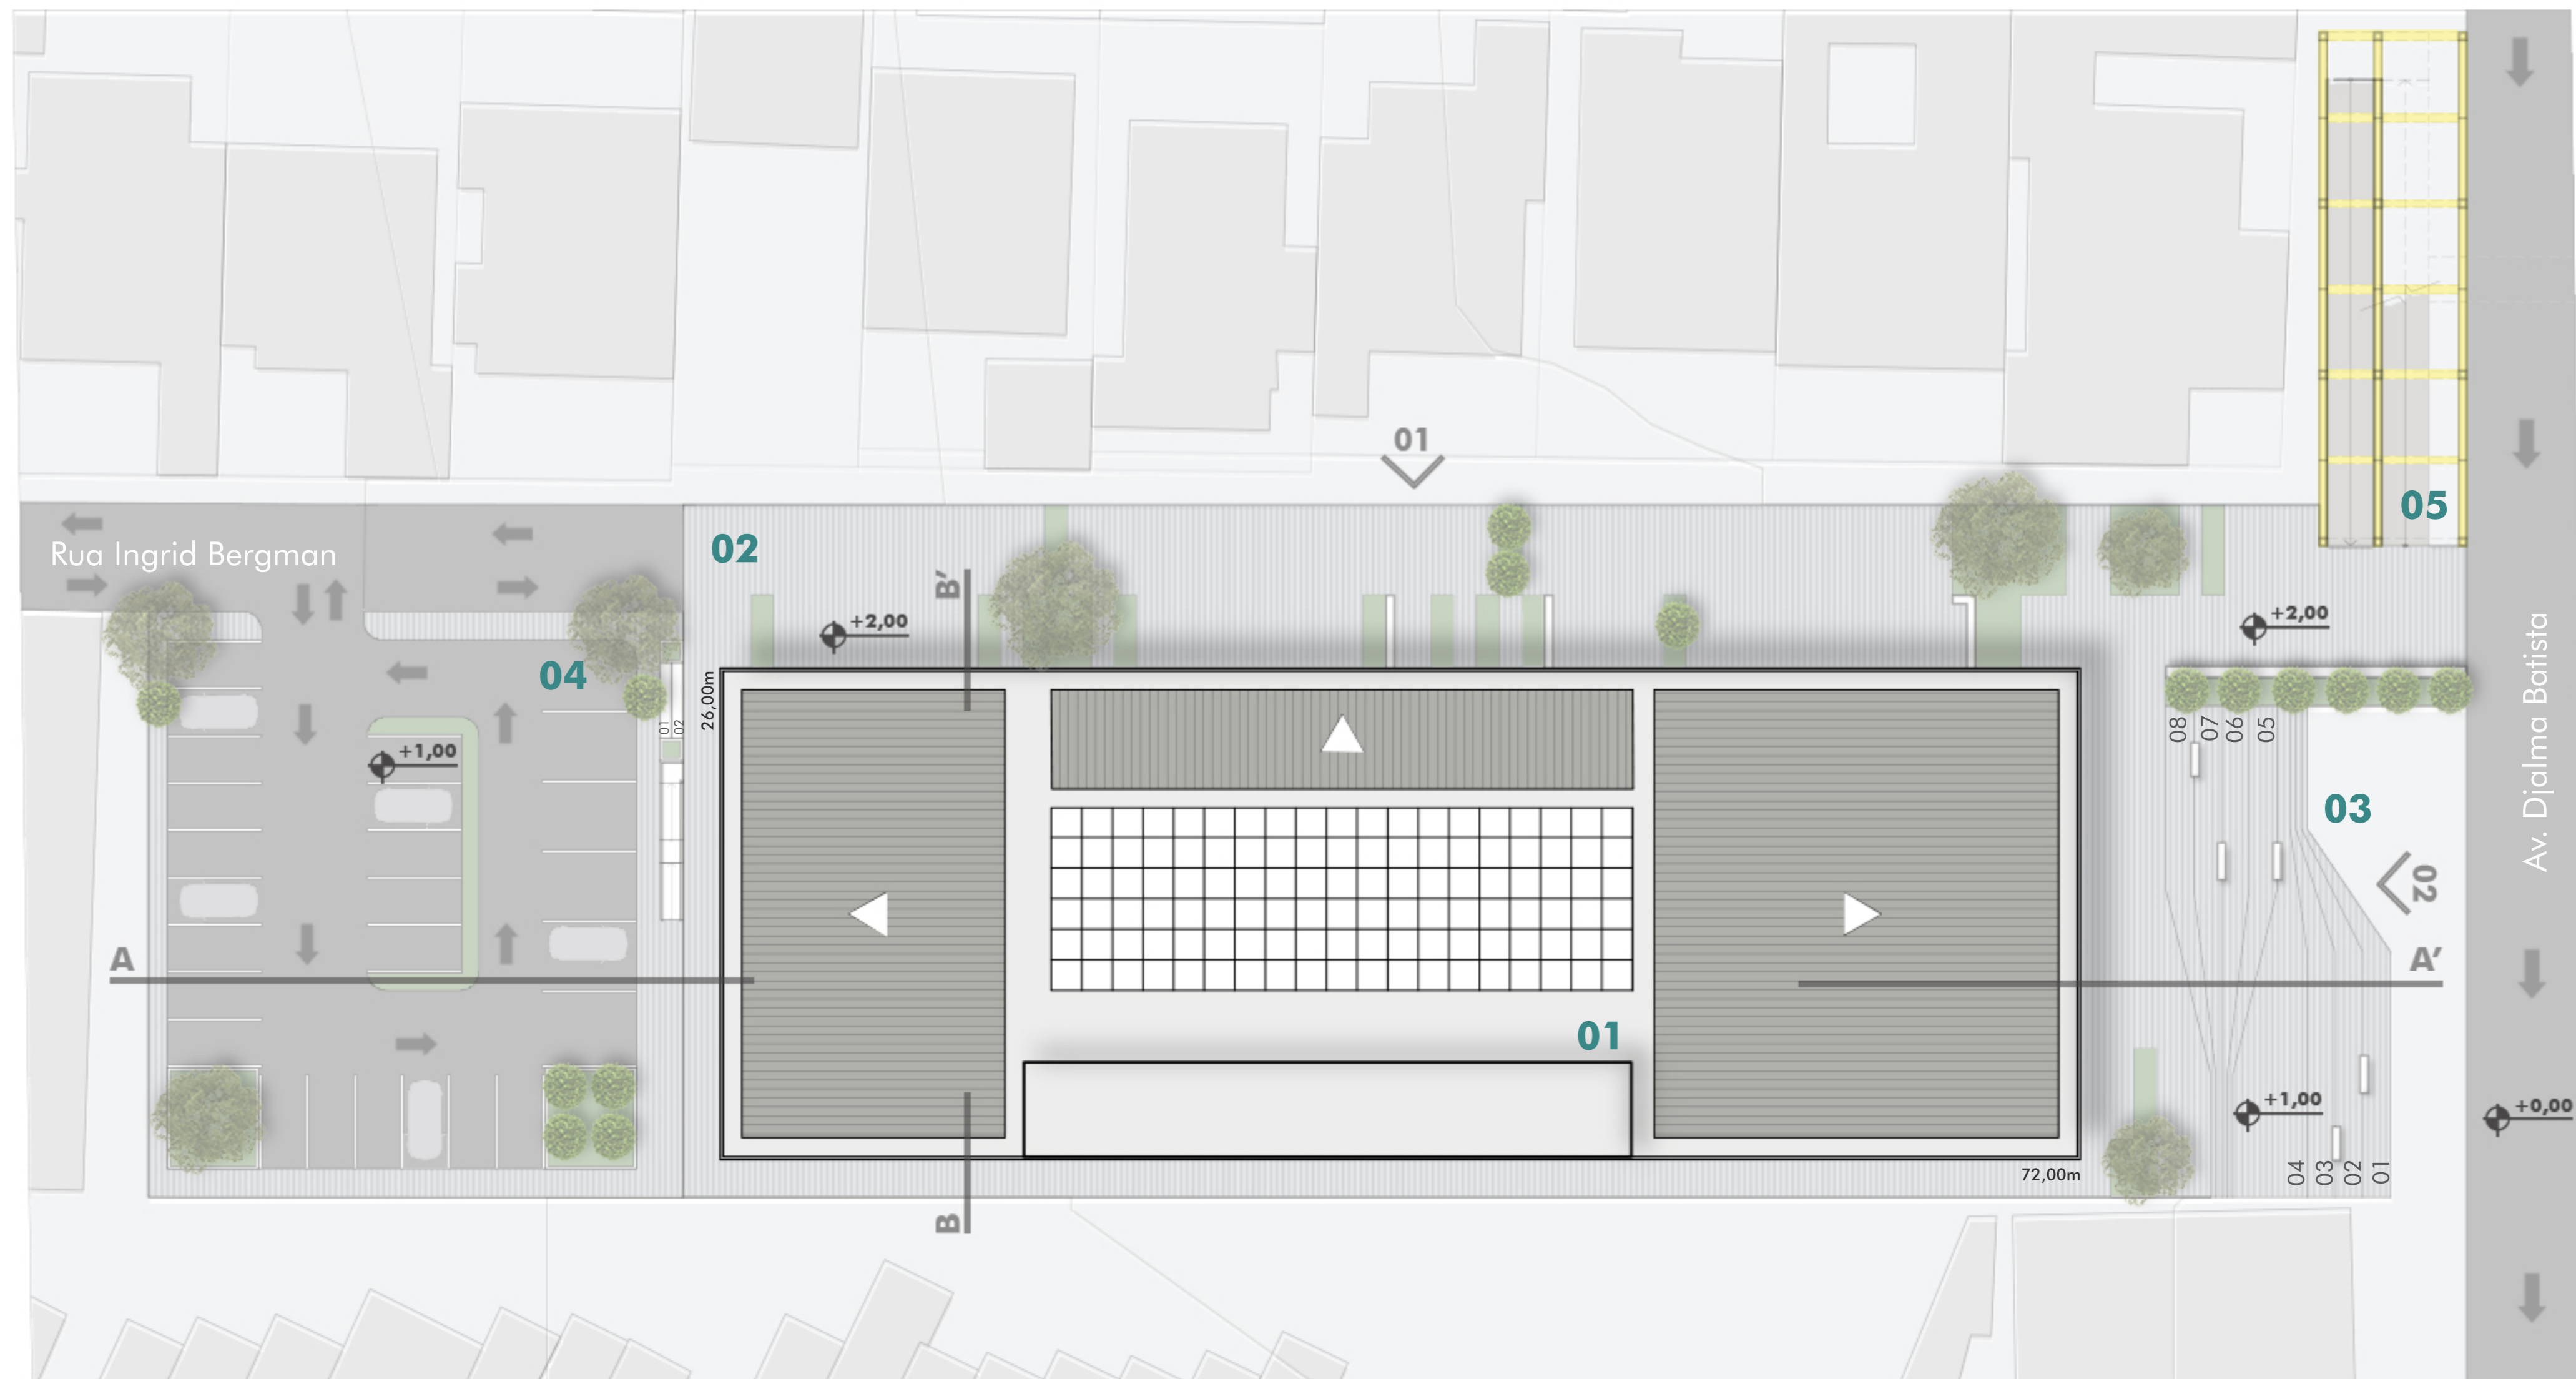 01
05
Rua Ingrid Bergman
02
B'
+2,00
+2,00
04
01
02
26,00m
08
07
06
05
+1,00
03
Av. Djalma Batista
02
A
A'
01
+1,00
+0,00
72,00m
04
03
02
01
B